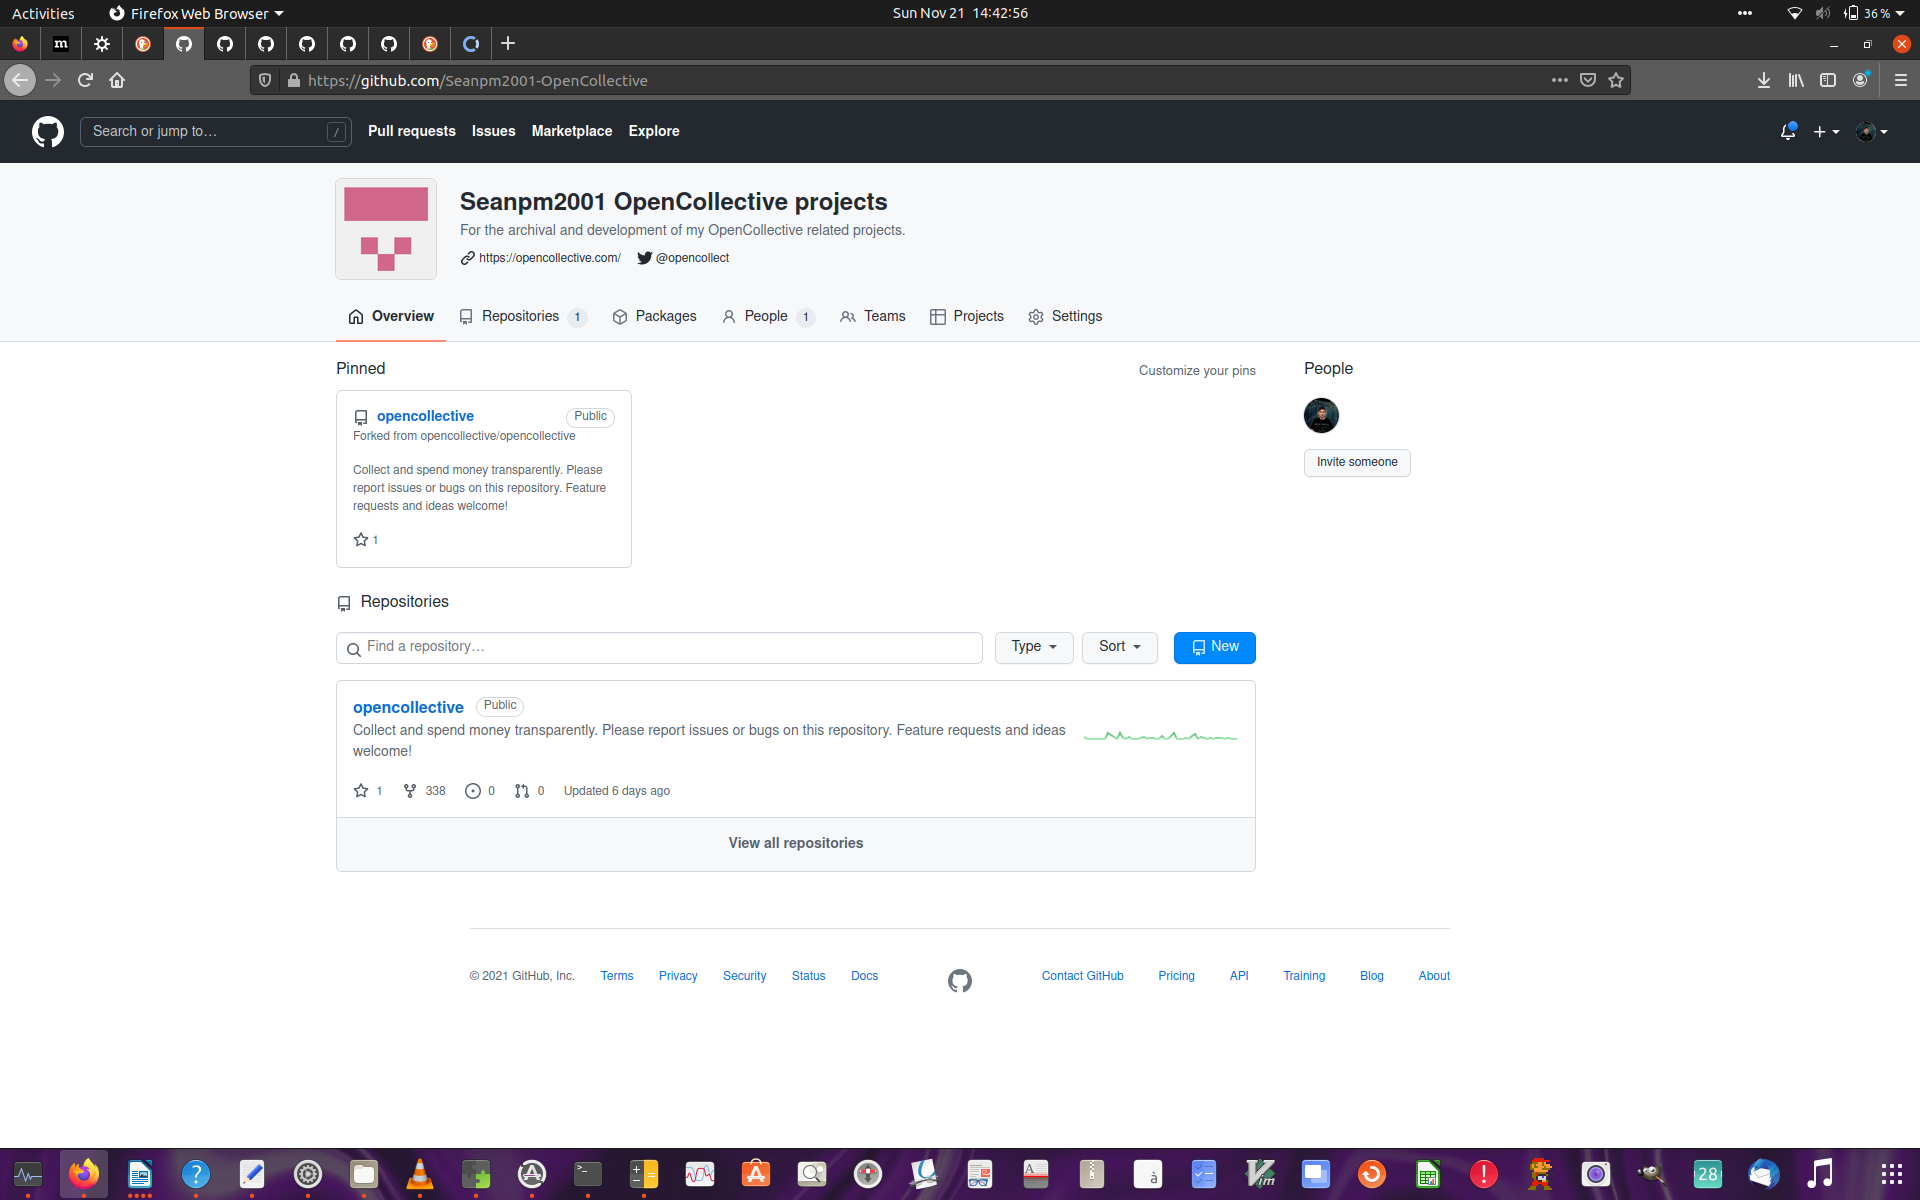 Activities
Firefox Web Browser
Sun Nov 21 14:42:56
36 %
m
https://github.com/Seanpm2001-OpenCollective
Search or jump to…
/
Pull requests
Issues
Marketplace
Explore
Seanpm2001 OpenCollective projects
For the archival and development of my OpenCollective related projects.
https://opencollective.com/
@opencollect
Overview
Repositories 1
Packages
People 1
Teams
Projects
Settings
Pinned
Customize your pins
opencollective
Public
Forked from opencollective/opencollective
Collect and spend money transparently. Please
report issues or bugs on this repository. Feature
requests and ideas welcome!
1
People
Invite someone
Repositories
Find a repository…
Type
Sort
New
opencollective
Public
Collect and spend money transparently. Please report issues or bugs on this repository. Feature requests and ideas
welcome!
1
338
0
0
Updated 6 days ago
View all repositories
© 2021 GitHub, Inc.
Terms
Privacy
Security
Status
Docs
Contact GitHub
Pricing
API
Training
Blog
About
?
>_
A
à
Vim
!
28